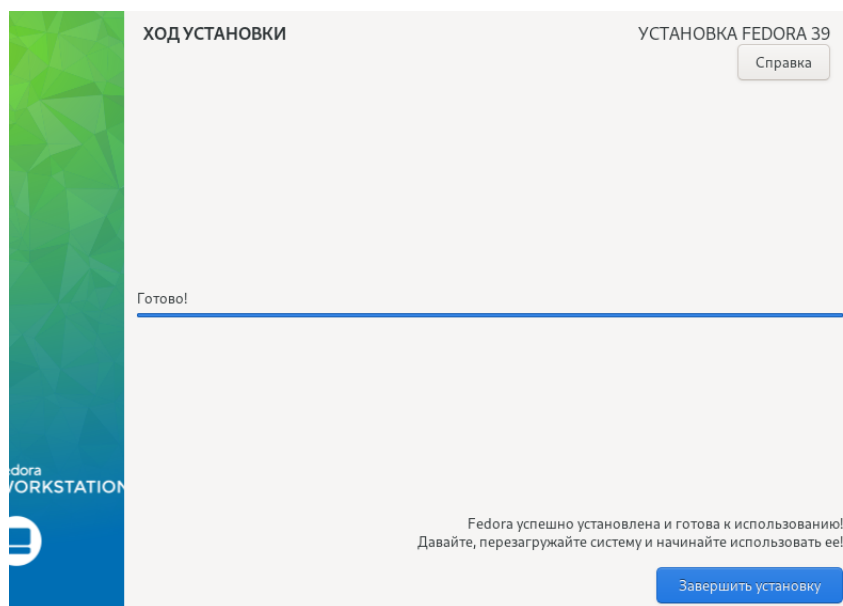 ХОД УСТАНОВКИ
УСТАНОВКА FEDORA 39
Справка
Готово!
edora
WORKSTATION
Fedora успешно установлена и готова к использованию!
Давайте, перезагружайте систему и начинайте использовать ее!
Завершить установку